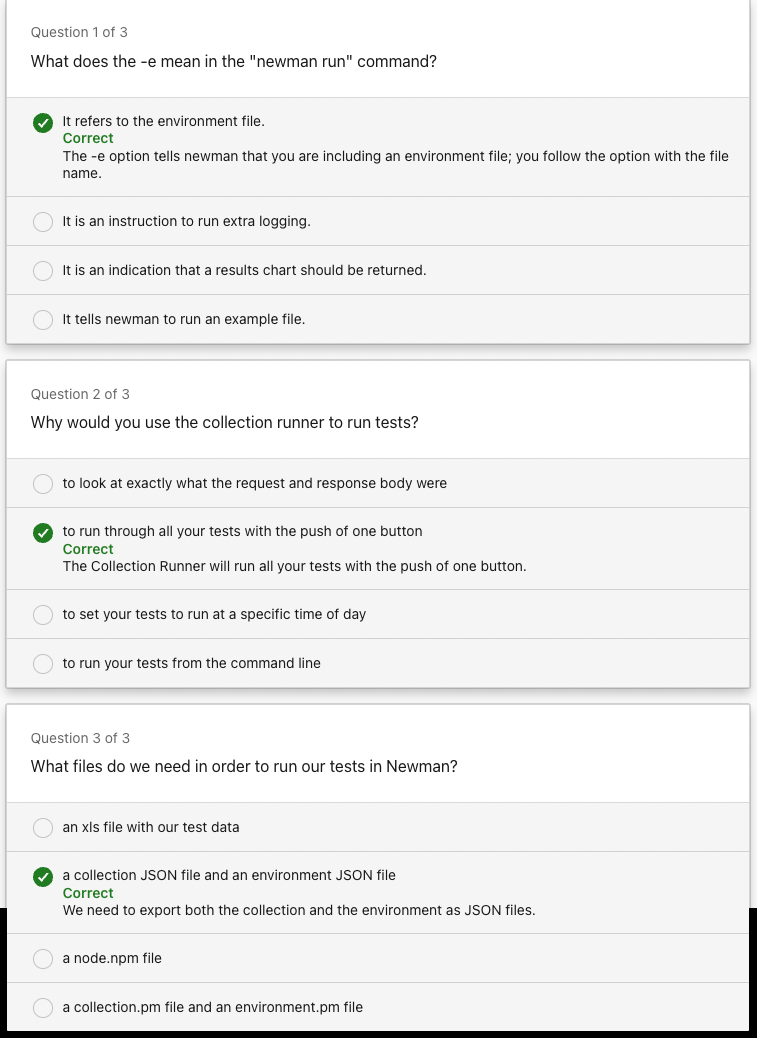 Question 1 of 3
What does the -e mean in the "newman run" command?
It refers to the environment file.
Correct
The -e option tells newman that you are including an environment file; you follow the option with the file
name.
It is an instruction to run extra logging.
It is an indication that a results chart should be returned.
It tells newman to run an example file.
Question 2 of 3
Why would you use the collection runner to run tests?
to look at exactly what the request and response body were
to run through all your tests with the push of one button
Correct
The Collection Runner will run all your tests with the push of one button.
to set your tests to run at a specific time of day
to run your tests from the command line
Question 3 of 3
What files do we need in order to run our tests in Newman?
an xls file with our test data
a collection JSON file and an environment JSON file
Correct
We need to export both the collection and the environment as JSON files.
a node.npm file
a collection.pm file and an environment.pm file